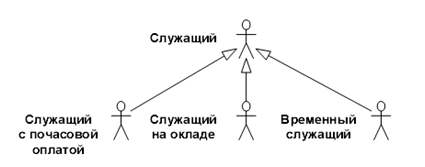 Служащий
Служащий
с почасовой
оплатой
Служащий
на окладе
Временный
служащий